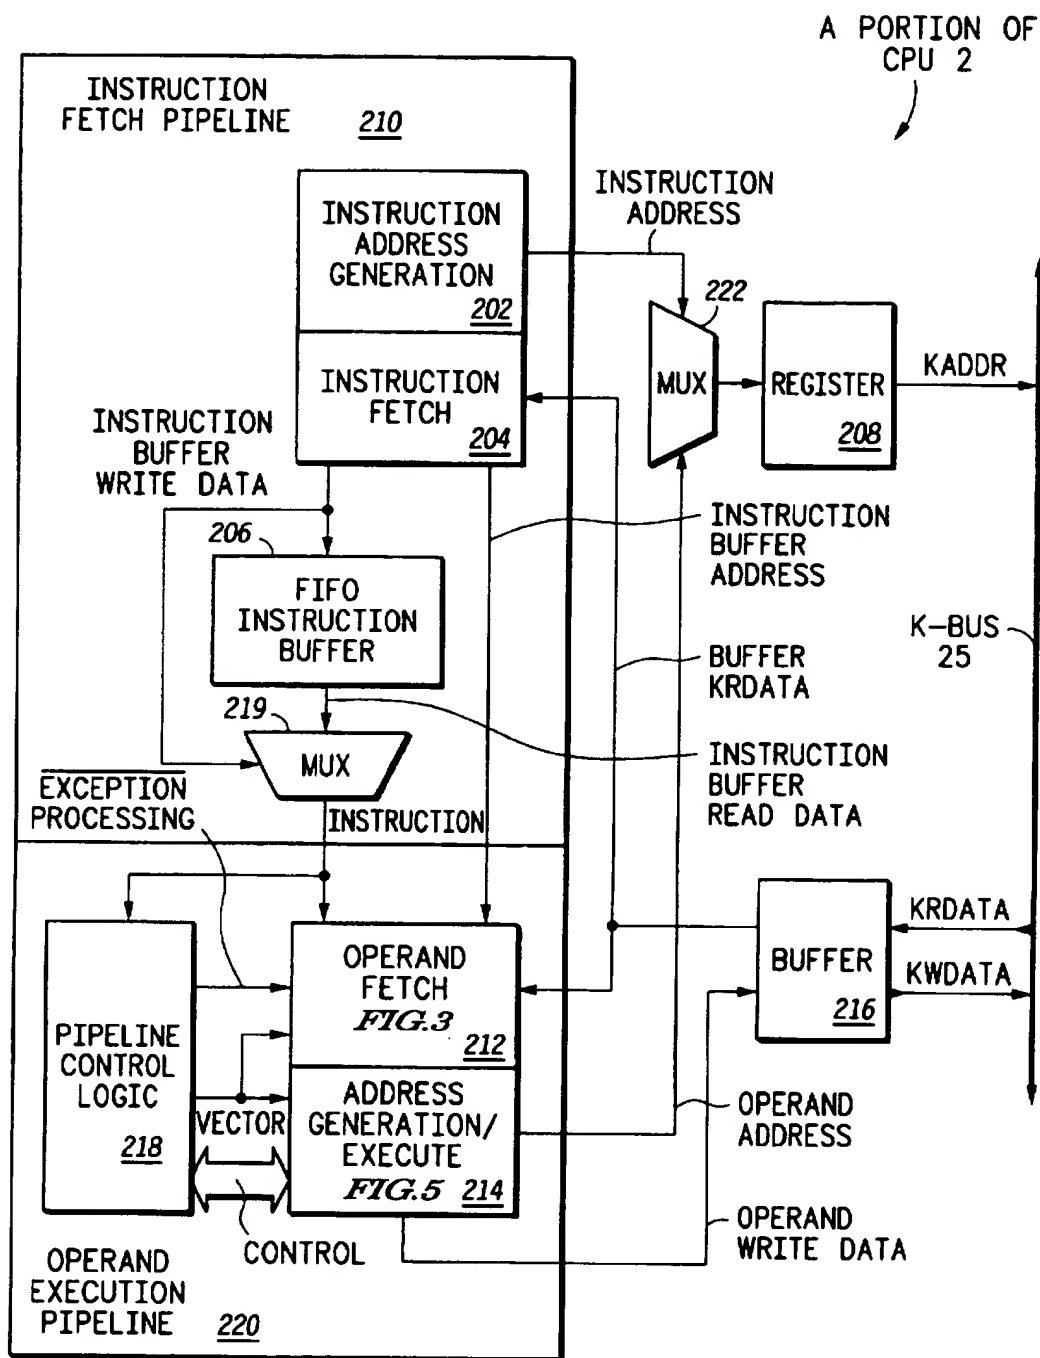 A PORTION OF
CPU 2
INSTRUCTION
FETCH PIPELINE
210
INSTRUCTION
ADDRESS
GENERATION
202
INSTRUCTION
FETCH
204
INSTRUCTION
ADDRESS
222
MUX
REGISTER
208
KADDR
INSTRUCTION
BUFFER
WRITE DATA
206
FIFO
INSTRUCTION
BUFFER
INSTRUCTION
BUFFER
ADDRESS
K-BUS
25
BUFFER
KRDATA
219
MUX
INSTRUCTION
BUFFER
READ DATA
EXCEPTION
PROCESSING
INSTRUCTION
PIPELINE
CONTROL
LOGIC
218
OPERAND
FETCH
FIG.3
212
VECTOR
ADDRESS
GENERATION/
EXECUTE
FIG.5
214
CONTROL
BUFFER
216
KRDATA
KWDATA
OPERAND
ADDRESS
OPERAND
WRITE DATA
OPERAND
EXECUTION
PIPELINE
220